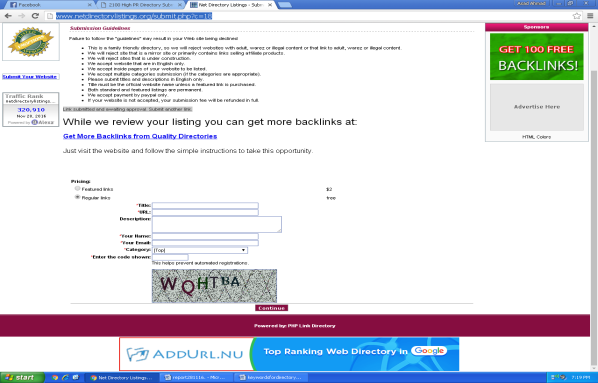 Facebook
2100 High PR Directory Subm
Net Directory Listings - Subm
Asad Ahmad
www.netdirectorylistings.org/submit.php?c=10
Submission Guidelines
Failure to follow the "guidelines" may result in your Web site being declined!
This is a family friendly directory, so we will reject websites with adult, warez or illegal content or that link to adult, warez or illegal content.
We will reject sites that is a mirror site or primarily contains links selling affiliate products.
We will reject sites that is under construction.
We accept website that are in English only.
We accept inside pages of your website to be listed.
We accept multiple categories submission (if the categories are appropriate).
Please submit titles and descriptions in English only.
Title must be the official website name unless a featured link is purchased.
Both standard and featured listings are permanent.
We accept payment by paypal only.
If your website is not accepted, your submission fee will be refunded in full.
Submit Your Website
Traffic Rank
netdirectorylistings....
320,910
Nov 28, 2016
Powered by Alexa
Link submitted and awaiting approval. Submit another link.
While we review your listing you can get more backlinks at:
Get More Backlinks from Quality Directories
Just visit the website and follow the simple instructions to take this opportunity.
Sponsors
GET 100 FREE
BACKLINKS!
Advertise Here
HTML Colors
Pricing:
Featured links
$2
Regular links
free
*Title:
*URL:
Description:
*Your Name:
*Your Email:
*Category:
[Top]
*Enter the code shown:
This helps prevent automated registrations.
WQHTBA
Continue
Powered by: PHP Link Directory
ADDURL.NU
Top Ranking Web Directory in Google
start
Net Directory Listings...
report281116. - Micr...
keywordsfordirectory...
7:19 PM